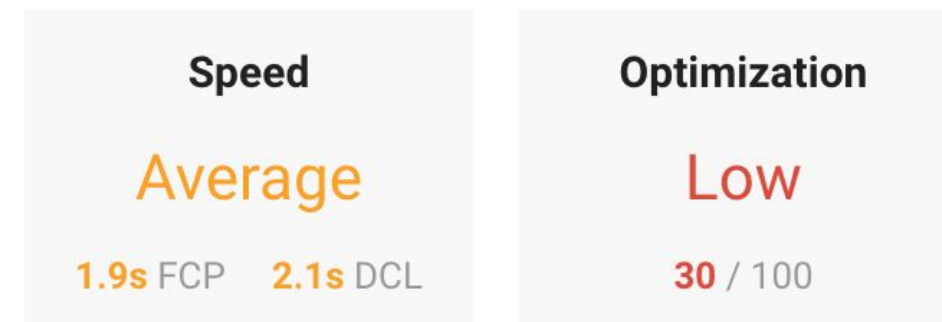 Speed
Average
1.9s FCP 2.1s DCL
Optimization
Low
30 / 100